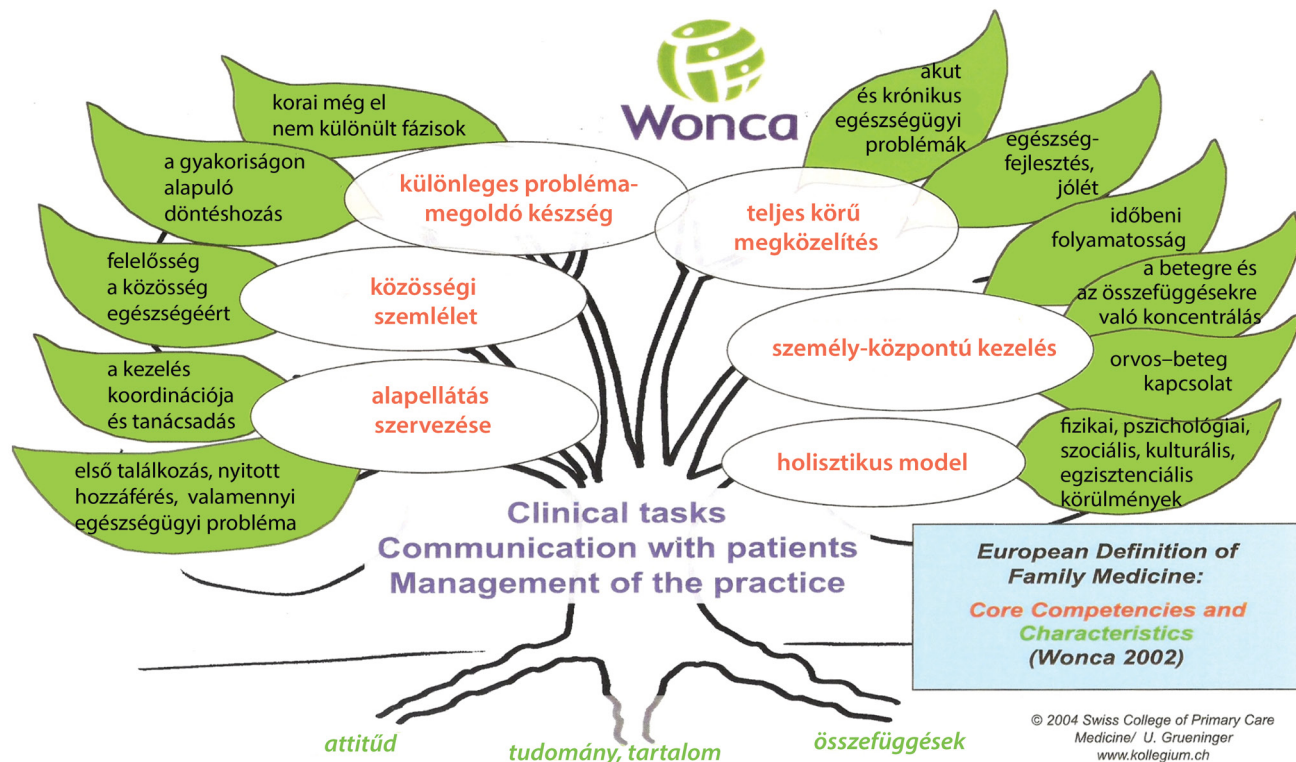 Wonca
korai még el
nem különült fázisok
a gyakoriságon
alapuló
döntéshozás
különleges probléma-
megoldó készség
felelősség
a közösség
egészségéért
közösségi
szemlélet
a kezelés
koordinációja
és tanácsadás
alapellátás
szervezése
első találkozás, nyitott
hozzáférés, valamennyi
egészségügyi probléma
akut
és krónikus
egészségügyi
problémák
egészség-
fejlesztés,
jólét
teljes körű
megközelítés
időbeni
folyamatosság
a betegre és
az összefüggésekre
való koncentrálás
személy-központú kezelés
orvos–beteg
kapcsolat
fizikai, pszichológiai,
szociális, kulturális,
egzisztenciális
körülmények
holisztikus model
Clinical tasks
Communication with patients
Management of the practice
European Definition of
Family Medicine:
Core Competencies and
Characteristics
(Wonca 2002)
attitűd
tudomány, tartalom
összefüggések
© 2004 Swiss College of Primary Care
Medicine/ U. Grueninger
www.kollegium.ch